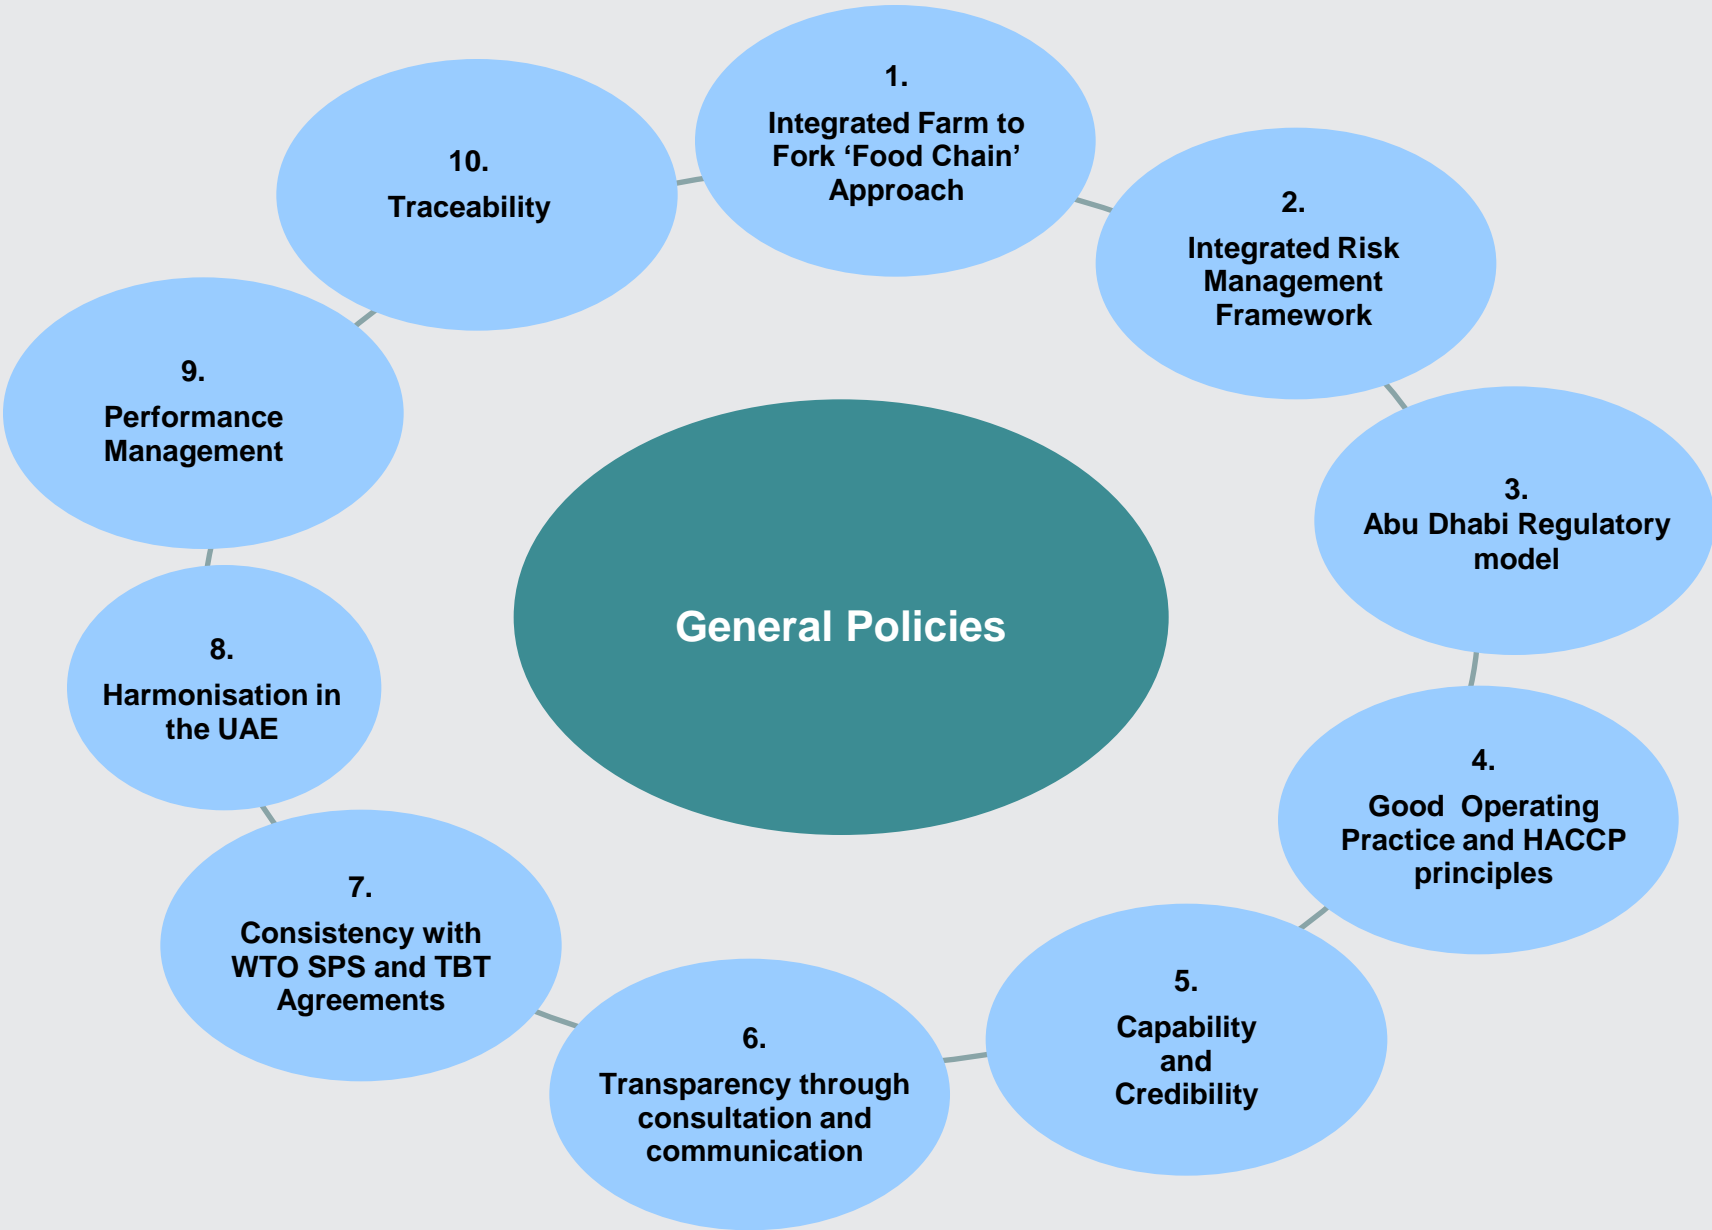 1.
Integrated Farm to
Fork ‘Food Chain’
Approach
2.
Integrated Risk
Management
Framework
3.
Abu Dhabi Regulatory
model
4.
Good  Operating
Practice and HACCP
principles
5.
Capability
and
Credibility
6.
Transparency through
consultation and
communication
7.
Consistency with
WTO SPS and TBT
Agreements
8.
Harmonisation in
the UAE
9.
Performance
Management
10.
Traceability
General Policies